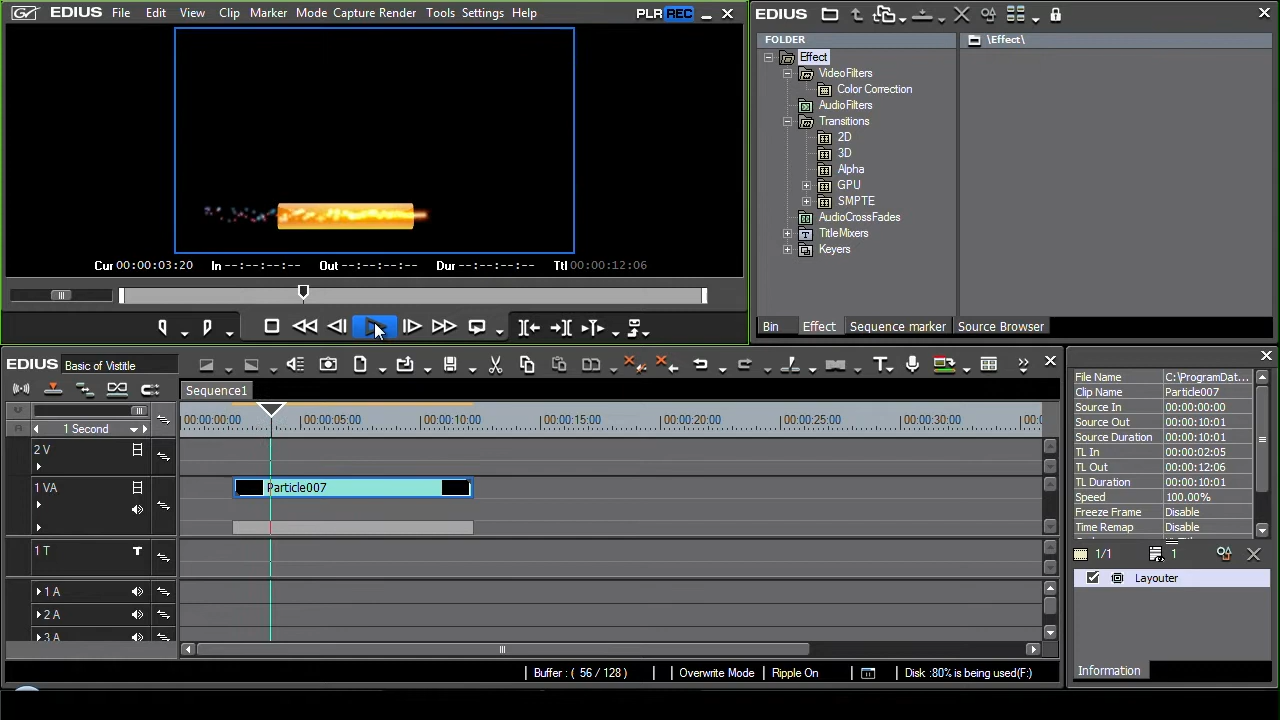 EDIUS File Edit View Clip Marker Mode Capture Render Tools Settings Help PLR REC
Cur 00:00:03:20 In --:--:--:-- Out --:--:--:-- Dur --:--:--:-- Ttl 00:00:12:06
EDIUS
FOLDER
\Effect\
Effect
VideoFilters
Color Correction
AudioFilters
Transitions
2D
3D
Alpha
GPU
SMPTE
AudioCrossFades
TitleMixers
Keyers
Bin Effect Sequence marker Source Browser
EDIUS Basic of Vistile
Sequence1
1 Second
00:00:00:00 00:00:05:00 00:00:10:00 00:00:15:00 00:00:20:00 00:00:25:00 00:00:30:00 00:0
2 V
1 VA Particle007
1 T
1 A
2 A
3 A
File Name C:\ProgramDat...
Clip Name Particle007
Source In 00:00:00:00
Source Out 00:00:10:01
Source Duration 00:00:10:01
TL In 00:00:02:05
TL Out 00:00:12:06
TL Duration 00:00:10:01
Speed 100.00%
Freeze Frame Disable
Time Remap Disable
1/1 1
Layouter
Information
Buffer : ( 56 / 128 ) Overwrite Mode Ripple On Disk :80% is being used(F:)